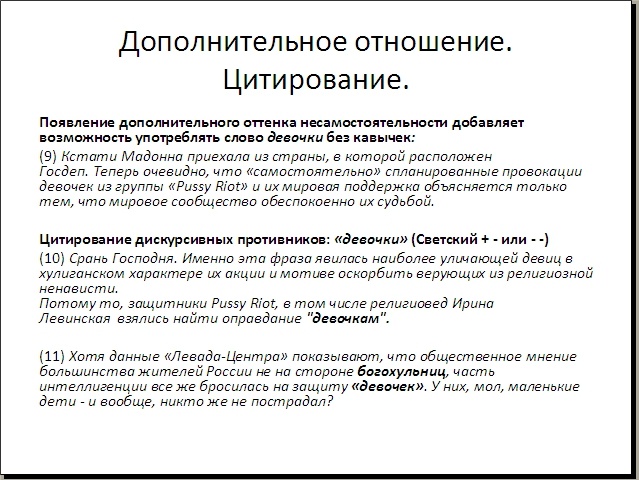 Дополнительное отношение.
Цитирование.
Появление дополнительного оттенка несамостоятельности добавляет
возможность употреблять слово девочки без кавычек:
(9) Кстати Мадонна приехала из страны, в которой расположен
Госдеп. Теперь очевидно, что «самостоятельно» спланированные провокации
девочек из группы «Pussy Riot» и их мировая поддержка объясняется только
тем, что мировое сообщество обеспокоенно их судьбой.
Цитирование дискурсивных противников: «девочки» (Светский + - или - -)
(10) Срань Господня. Именно эта фраза явилась наиболее уличающей девиц в
хулиганском характере их акции и мотиве оскорбить верующих из религиозной
ненависти.
Потому то, защитники Pussy Riot, в том числе религиовед Ирина
Левинская взялись найти оправдание "девочкам".
(11) Хотя данные «Левада-Центра» показывают, что общественное мнение
большинства жителей России не на стороне богохульниц, часть
интеллигенции все же бросилась на защиту «девочек». У них, мол, маленькие
дети - и вообще, никто же не пострадал?